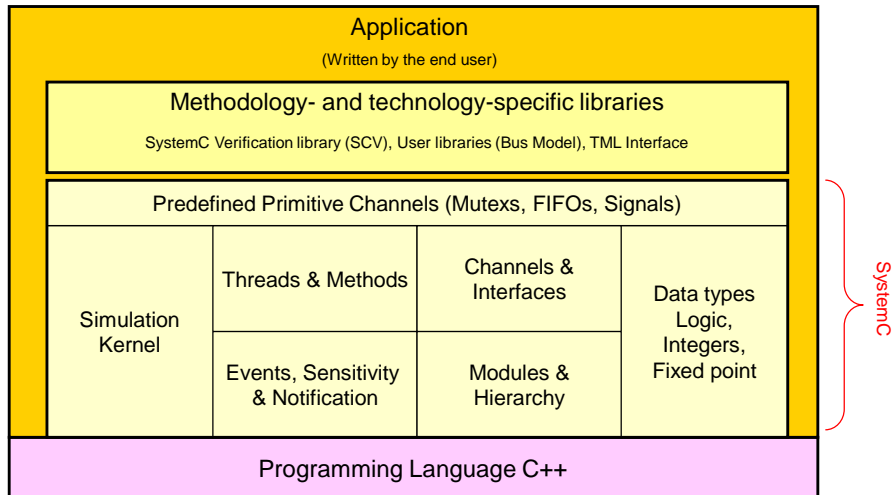 Application
(Written by the end user)
Methodology- and technology-specific libraries
SystemC Verification library (SCV), User libraries (Bus Model), TML Interface
Predefined Primitive Channels (Mutexs, FIFOs, Signals)
Simulation
Kernel
Threads & Methods
Channels &
Interfaces
Events, Sensitivity
& Notification
Modules &
Hierarchy
Data types
Logic,
Integers,
Fixed point
SystemC
Programming Language C++